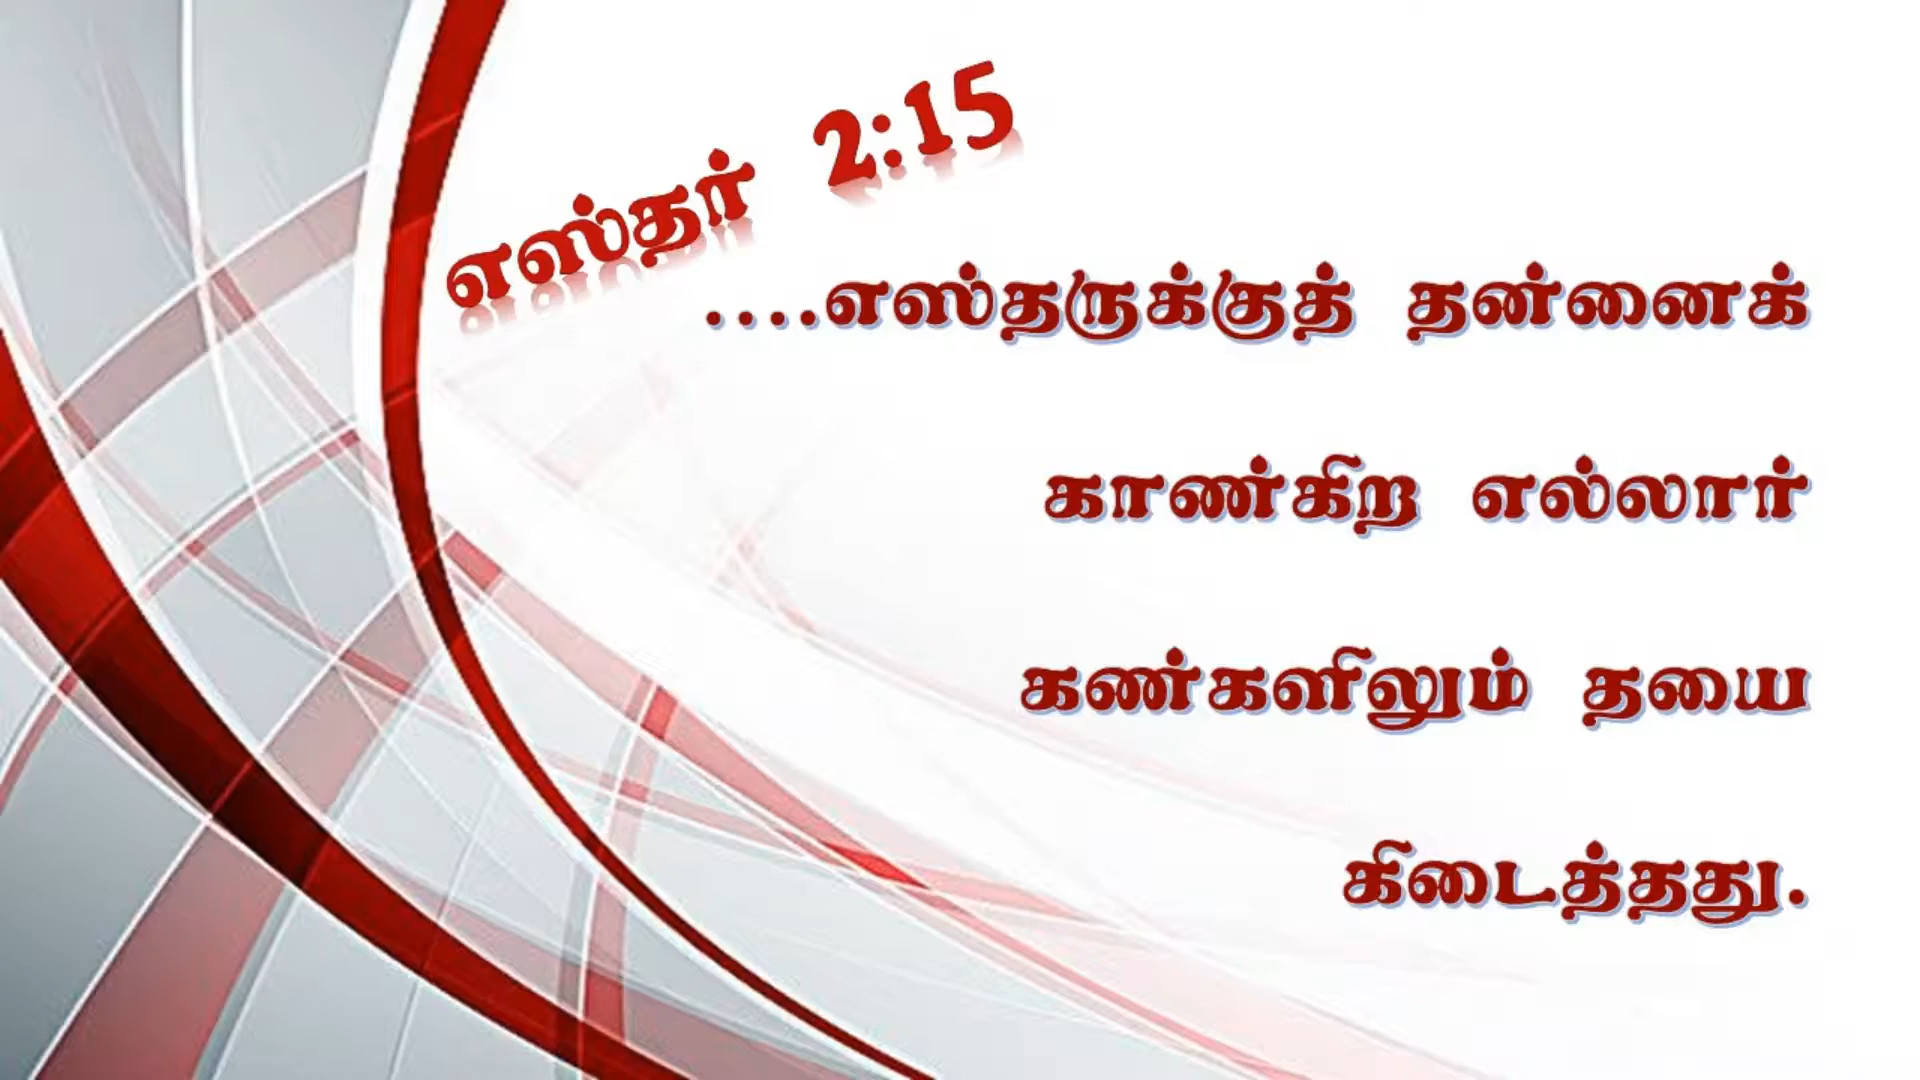 எஸ்தர் 2:15
....எஸ்தருக்குத் தன்னைக்
காண்கிற எல்லார்
கண்களிலும் தயை
கிடைத்தது.